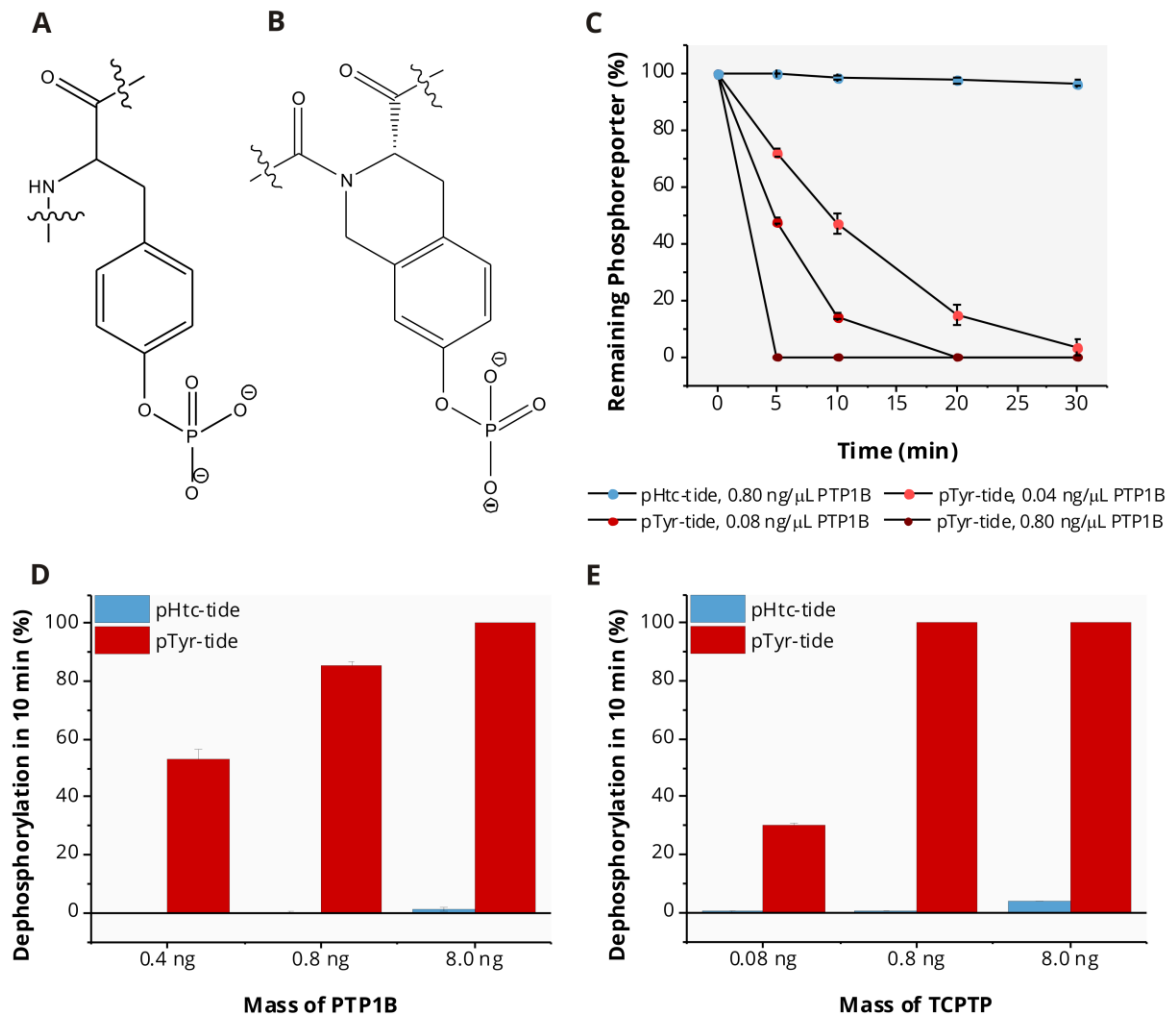 A
O
HN
O
O
P
O⊖
O⊖
B
O
O
N
O
O⊖
P
O
O⊖
C
Remaining Phosphoreporter (%)
100
80
60
40
20
0
0 5 10 15 20 25 30
Time (min)
pHtc-tide, 0.80 ng/μL PTP1B
pTyr-tide, 0.04 ng/μL PTP1B
pTyr-tide, 0.08 ng/μL PTP1B
pTyr-tide, 0.80 ng/μL PTP1B
D
Dephosphorylation in 10 min (%)
pHtc-tide
pTyr-tide
100
80
60
40
20
0
0.4 ng 0.8 ng 8.0 ng
Mass of PTP1B
E
Dephosphorylation in 10 min (%)
pHtc-tide
pTyr-tide
100
80
60
40
20
0
0.08 ng 0.8 ng 8.0 ng
Mass of TCPTP